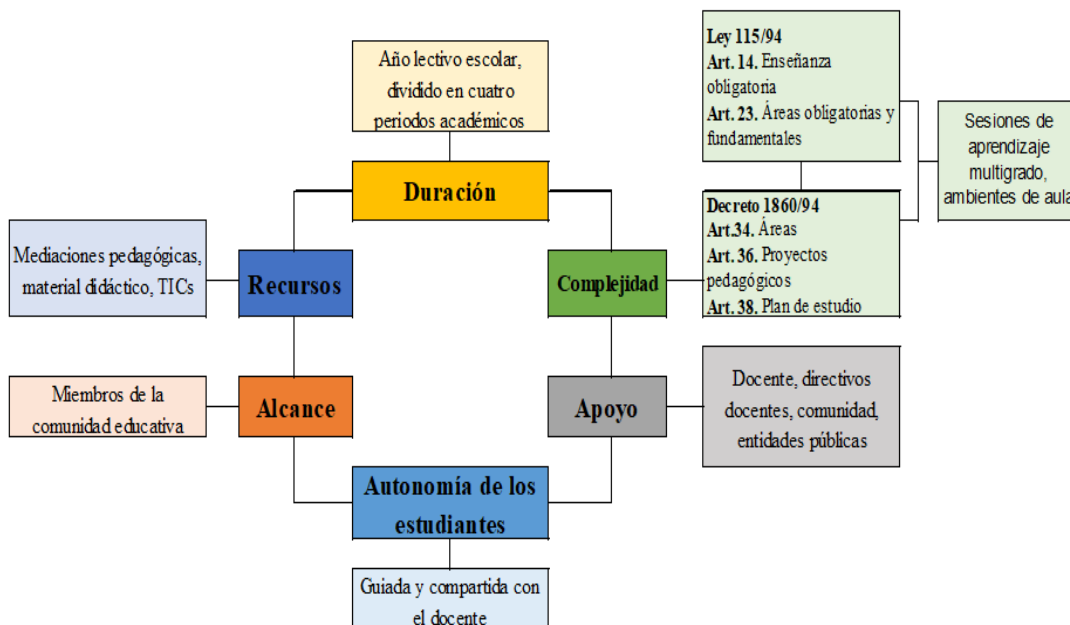 Año lectivo escolar,
dividido en cuatro
periodos académicos
Duración
Ley 115/94
Art. 14. Enseñanza
obligatoria
Art. 23. Áreas obligatorias y
fundamentales
Sesiones de
aprendizaje
multigrado,
ambientes de aula
Mediaciones pedagógicas,
material didáctico, TICs
Recursos
Complejidad
Decreto 1860/94
Art.34. Áreas
Art. 36. Proyectos
pedagógicos
Art. 38. Plan de estudio
Miembros de la
comunidad educativa
Alcance
Apoyo
Docente, directivos
docentes, comunidad,
entidades públicas
Autonomía de los
estudiantes
Guiada y compartida con
el docente